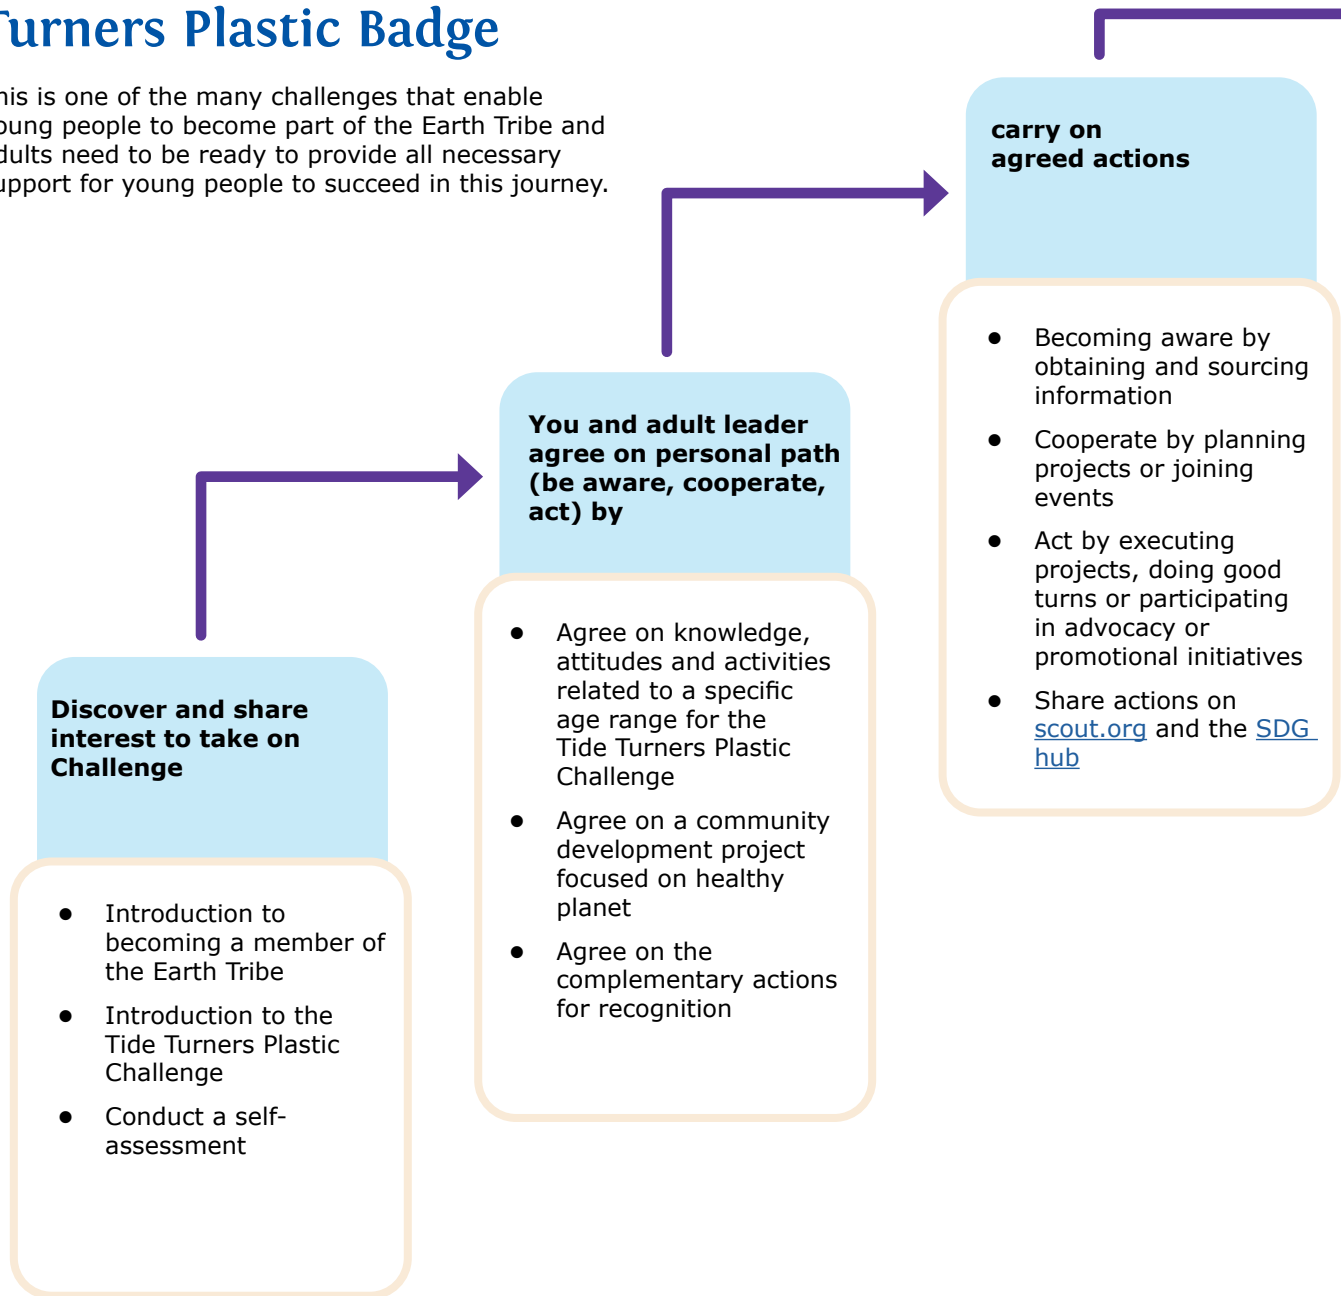 Turners Plastic Badge
his is one of the many challenges that enable
oung people to become part of the Earth Tribe and
dults need to be ready to provide all necessary
upport for young people to succeed in this journey.
Discover and share
interest to take on
Challenge
● Introduction to
becoming a member of
the Earth Tribe
● Introduction to the
Tide Turners Plastic
Challenge
● Conduct a self-
assessment
You and adult leader
agree on personal path
(be aware, cooperate,
act) by
● Agree on knowledge,
attitudes and activities
related to a specific
age range for the
Tide Turners Plastic
Challenge
● Agree on a community
development project
focused on healthy
planet
● Agree on the
complementary actions
for recognition
carry on
agreed actions
● Becoming aware by
obtaining and sourcing
information
● Cooperate by planning
projects or joining
events
● Act by executing
projects, doing good
turns or participating
in advocacy or
promotional initiatives
● Share actions on
scout.org and the SDG
hub